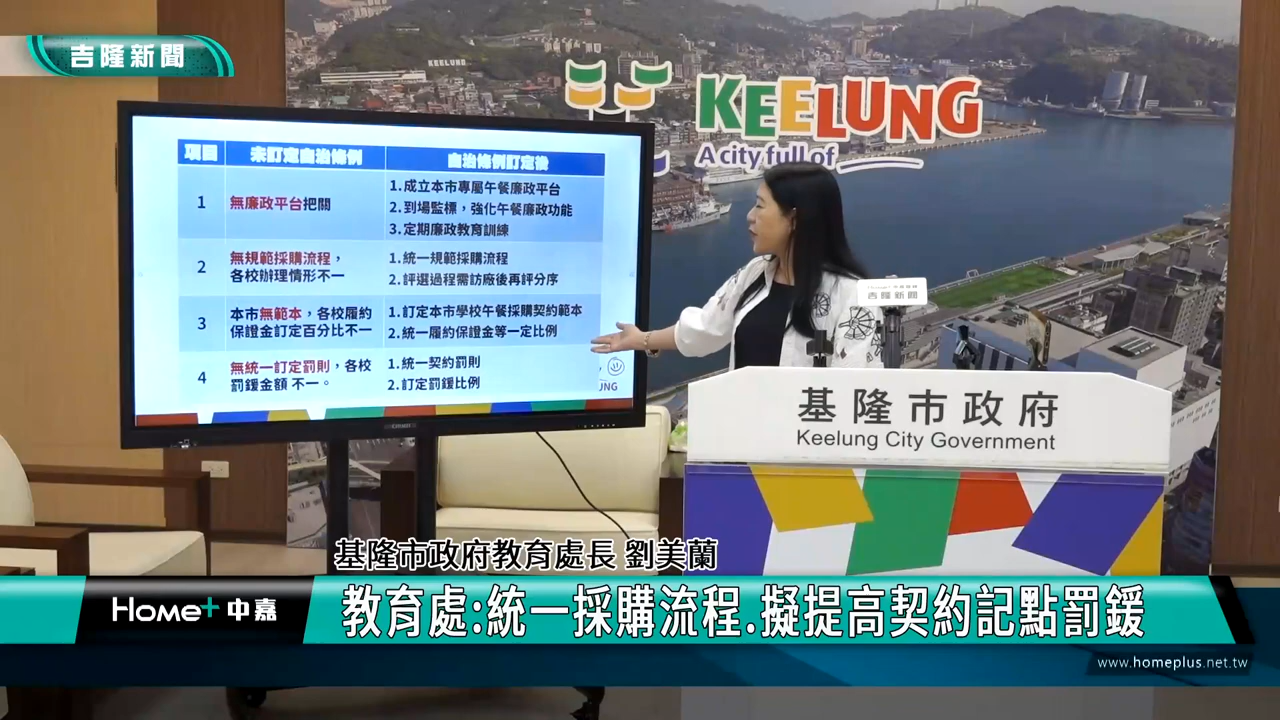 吉隆新聞
KEELUNG
KEELUNG
A city full of
項目 未訂定自治條例 自治條例訂定後
1 無廉政平台把關
1.成立本市專屬午餐廉政平台
2.到場監標，強化午餐廉政功能
3.定期廉政教育訓練
2 無規範採購流程，
各校辦理情形不一
1.統一規範採購流程
2.評選過程需訪廠後再評分序
3 本市無範本，各校履約
保證金訂定百分比不一
1.訂定本市學校午餐採購契約範本
2.統一履約保證金等一定比例
4 無統一訂定罰則，各校
罰鍰金額 不一。
1.統一契約罰則
2.訂定罰鍰比例
吉隆新聞
基隆市政府
Keelung City Government
基隆市政府教育處長 劉美蘭
Home+中嘉
教育處:統一採購流程.擬提高契約記點罰鍰
www.homeplus.net.tw